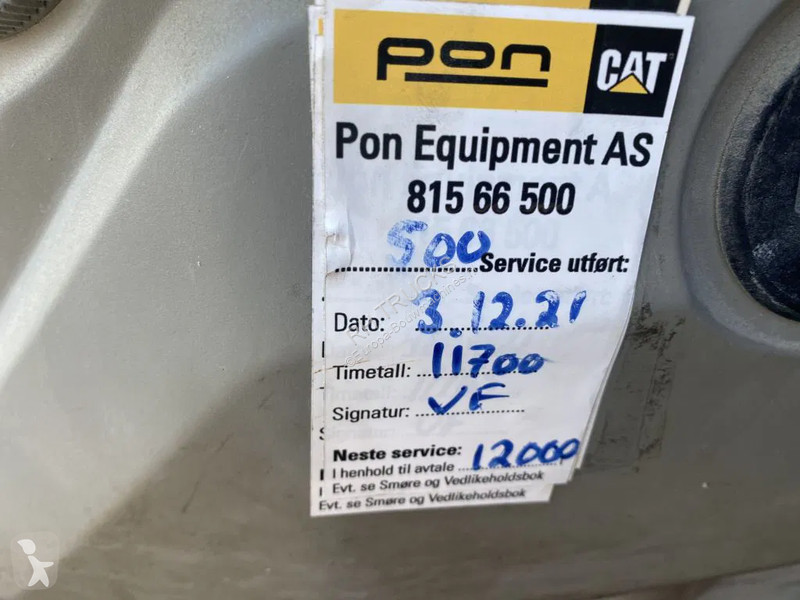 pon CAT
Pon Equipment AS
815 66 500
500 Service utført:
Dato: 3.12.21
Timetall: 11700
Signatur: VF
Neste service: 12000
I henhold til avtale
Evt. se Smøre og Vedlikeholdsbok
Evt. se Smøre og Vedlikeholdsbok